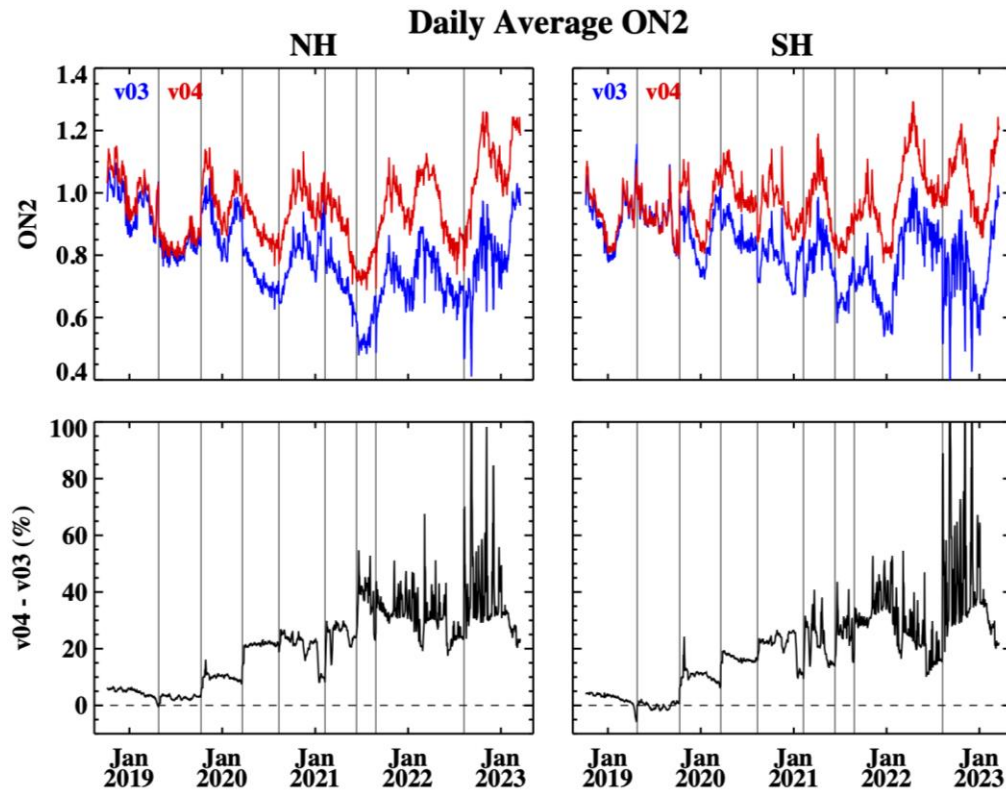 Daily Average ON2
NH SH
1.4
1.2
1.0
0.8
0.6
0.4
ON2
v03 v04
v03 v04
100
80
60
40
20
0
v04 - v03 (%)
Jan Jan Jan Jan Jan Jan Jan Jan Jan Jan
2019 2020 2021 2022 2023 2019 2020 2021 2022 2023